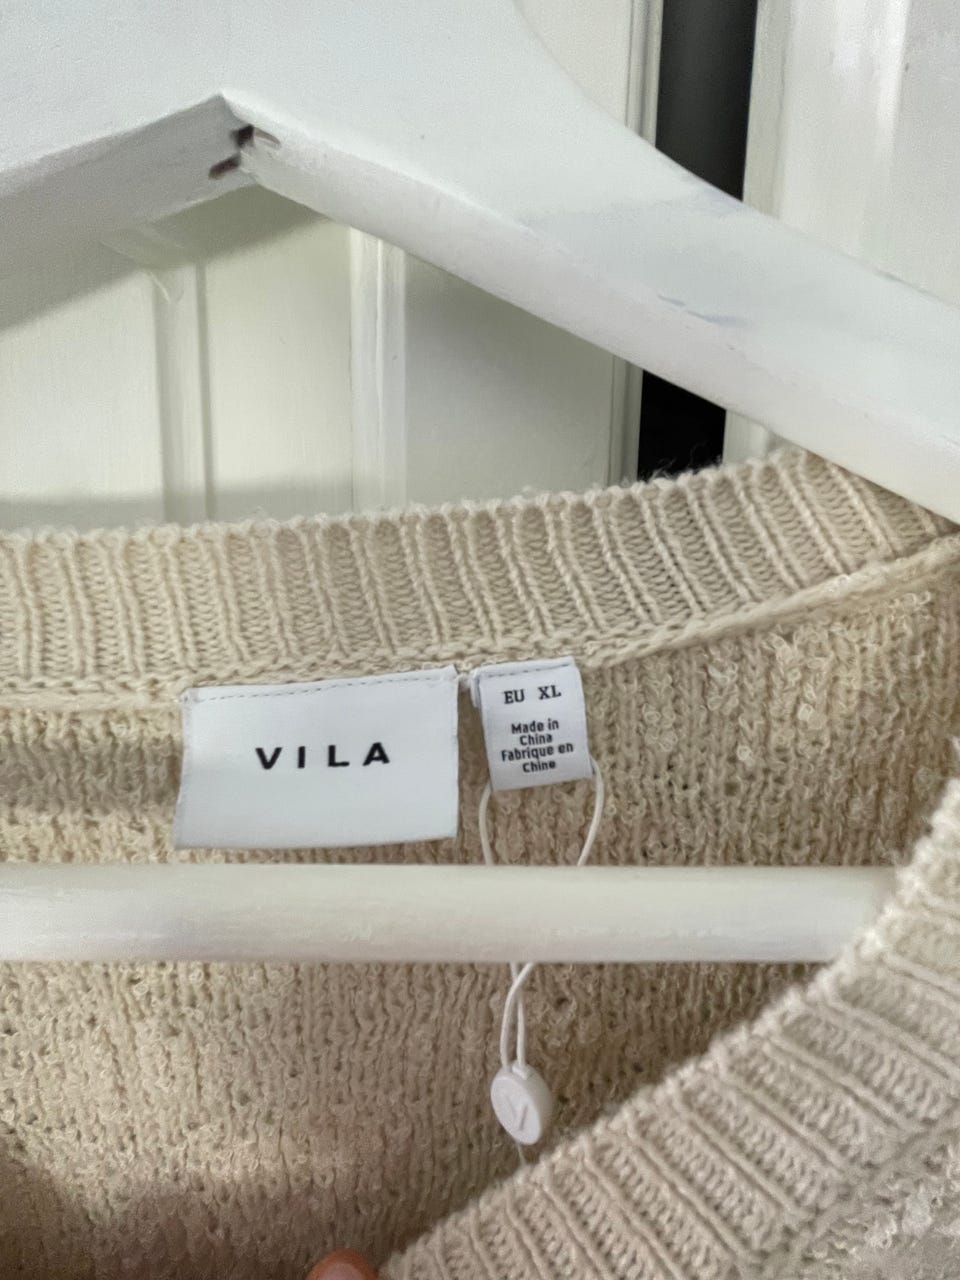 VILA
EU XL
Made in
China
Fabrique en
Chine
V